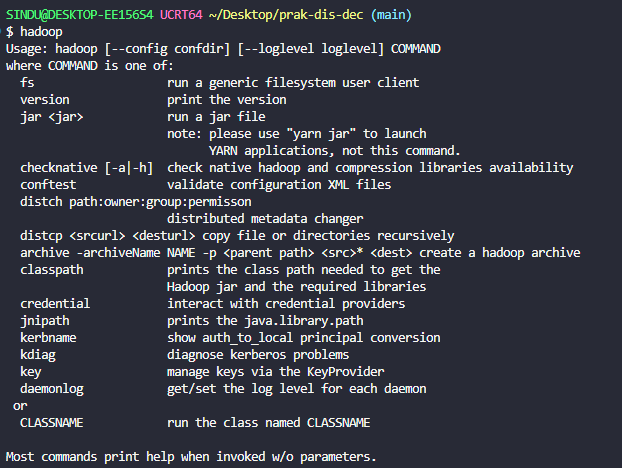 SINDU@DESKTOP-EE156S4 UCRT64 ~/Desktop/prak-dis-dec (main)
$ hadoop
Usage: hadoop [--config confdir] [--loglevel loglevel] COMMAND
where COMMAND is one of:
  fs                   run a generic filesystem user client
  version              print the version
  jar <jar>            run a jar file
                       note: please use "yarn jar" to launch
                             YARN applications, not this command.
  checknative [-a|-h]  check native hadoop and compression libraries availability
  conftest             validate configuration XML files
  distch path:owner:group:permisson
                       distributed metadata changer
  distcp <srcurl> <desturl> copy file or directories recursively
  archive -archiveName NAME -p <parent path> <src>* <dest> create a hadoop archive
  classpath            prints the class path needed to get the
                       Hadoop jar and the required libraries
  credential           interact with credential providers
  jnipath              prints the java.library.path
  kerbname             show auth_to_local principal conversion
  kdiag                diagnose kerberos problems
  key                  manage keys via the KeyProvider
  daemonlog            get/set the log level for each daemon
 or
  CLASSNAME            run the class named CLASSNAME

Most commands print help when invoked w/o parameters.